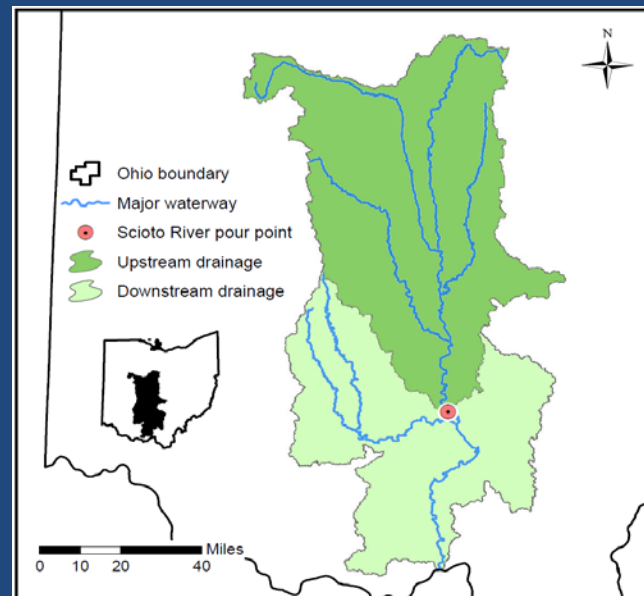 N
Ohio boundary
Major waterway
Scioto River pour point
Upstream drainage
Downstream drainage
Miles
0 10 20 40